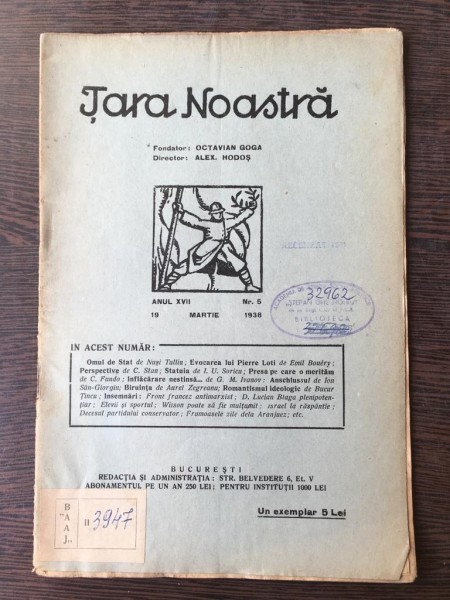 Țara Noastră
Fondator: OCTAVIAN GOGA
Director: ALEX. HODOȘ
ANUL XVII Nr. 5
19 MARTIE 1938
32962
BIBLIOTECA
IN ACEST NUMĂR:
Omul de Stat de Nași Tulliu; Evocarea lui Pierre Loti de Emil Bouéry;
Perspective de C. Stan; Statuia de I. U. Soricu; Presa pe care o merităm
de C. Fundo; Inflăcărare nestinsă... de G. M. Ivanov; Anschlussul de Ion
Sân-Giorgiu; Biruința de Aurel Zegreanu; Romantismul ideologic de Bucur
Țincu; Insemnări: Front francez antimarxist; D. Lucian Blaga plenipoten-
țiar; Elevii și sportul; Wilson poate să fie mulțumit; Israel la răspântie;
Decesul partidului conservator; Frumoasele zile dela Aranjuez; etc.
BUCUREȘTI
REDACȚIA ȘI ADMINISTRAȚIA: STR. BELVEDERE 6, ET. V
ABONAMENTUL PE UN AN 250 LEI; PENTRU INSTITUȚII 1000 LEI
Un exemplar 5 Lei
B
A
A
J
II 3947